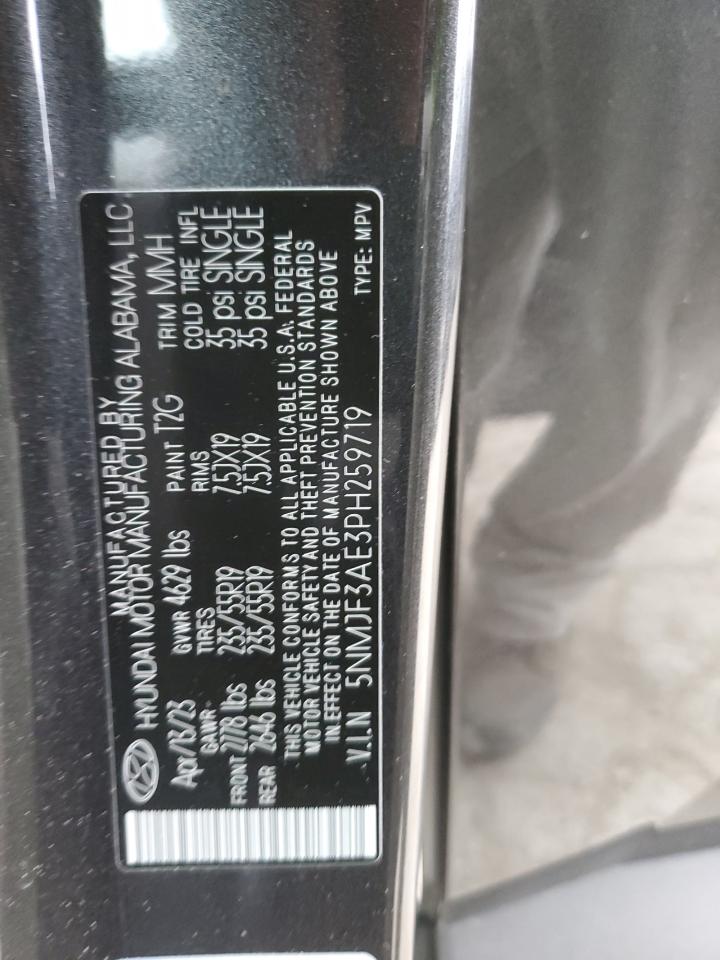 MANUFACTURED BY
HYUNDAI MOTOR MANUFACTURING ALABAMA, LLC
Apr/13/23 GVWR 4629 lbs PAINT T2G TRIM MMH
GAWR TIRES RIMS COLD TIRE INFL
FRONT 2778 lbs 235/55R19 7.5JX19 35 psi SINGLE
REAR 2646 lbs 235/55R19 7.5JX19 35 psi SINGLE
THIS VEHICLE CONFORMS TO ALL APPLICABLE U.S.A. FEDERAL
MOTOR VEHICLE SAFETY AND THEFT PREVENTION STANDARDS
IN EFFECT ON THE DATE OF MANUFACTURE SHOWN ABOVE
V.I.N 5NMJF3AE3PH259719 TYPE: MPV